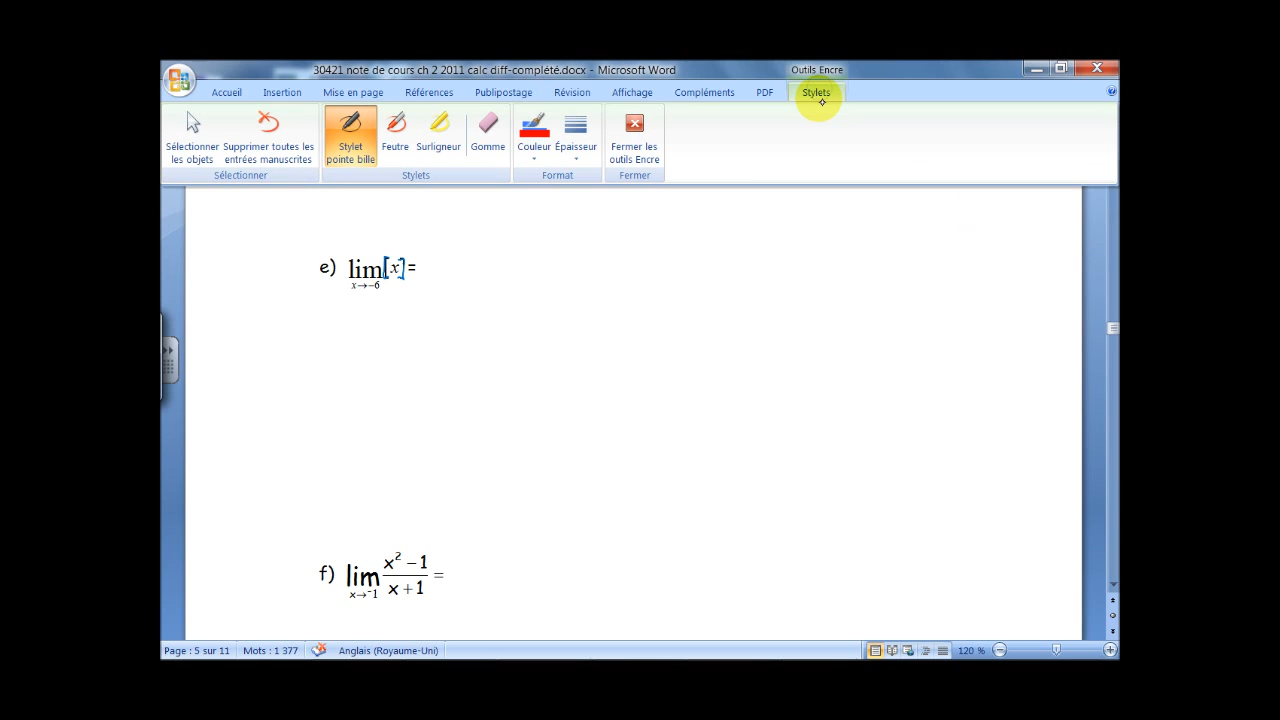 30421 note de cours ch 2 2011 calc diff-complété.docx - Microsoft Word
Outils Encre
Accueil Insertion Mise en page Références Publipostage Révision Affichage Compléments PDF Stylets
Sélectionner les objets
Supprimer toutes les entrées manuscrites
Stylet pointe bille
Feutre
Surligneur
Gomme
Couleur
Épaisseur
Fermer les outils Encre
Sélectionner Stylets Format Fermer
e) lim [x] =
x→-6
f) lim x² - 1 / x + 1 =
x→-1
Page : 5 sur 11 Mots : 1 377 Anglais (Royaume-Uni) 120 %